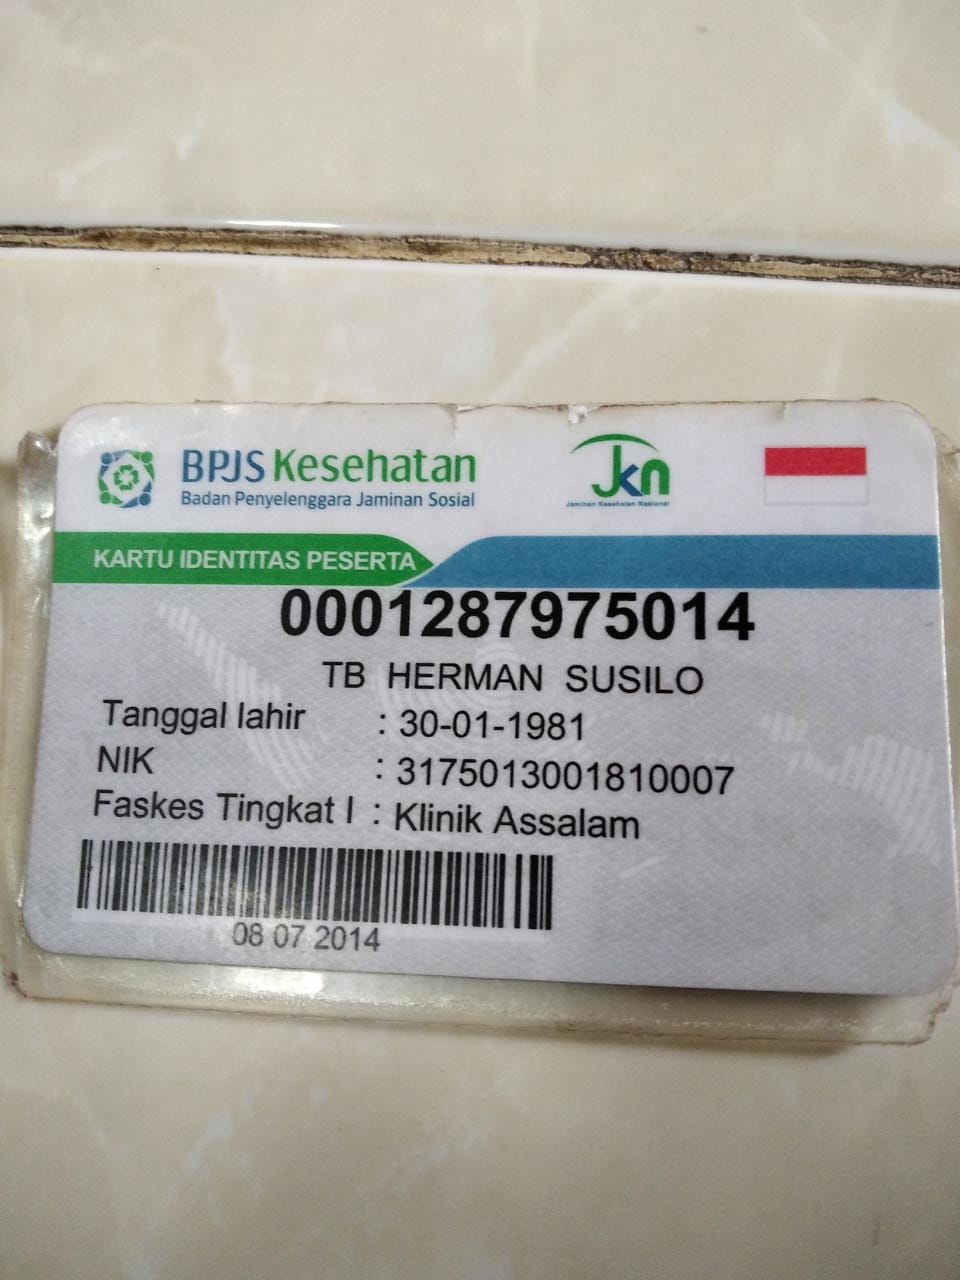 BPJS Kesehatan
Badan Penyelenggara Jaminan Sosial
Jkn
Jaminan Kesehatan Nasional
KARTU IDENTITAS PESERTA
0001287975014
TB HERMAN SUSILO
Tanggal lahir : 30-01-1981
NIK : 3175013001810007
Faskes Tingkat I : Klinik Assalam
08 07 2014